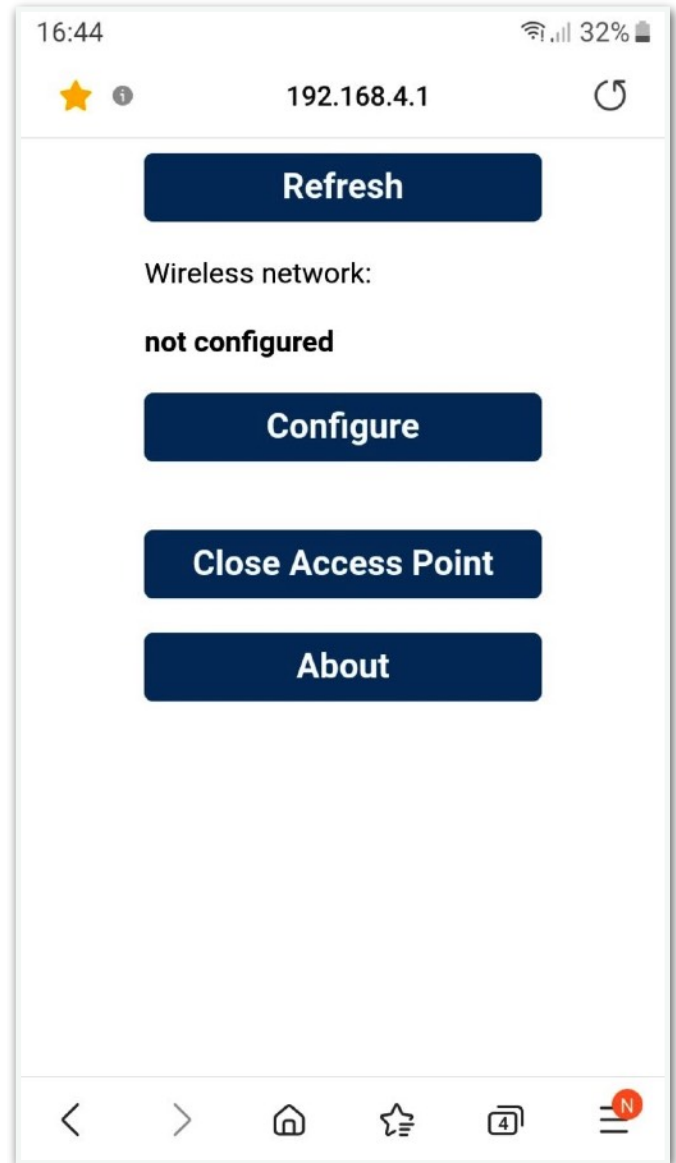 16:44 32%
192.168.4.1
Refresh
Wireless network:
not configured
Configure
Close Access Point
About
4 N